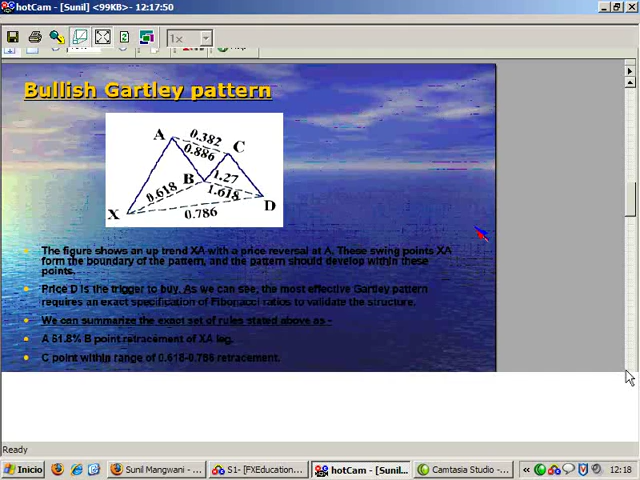 hotCam - [Sunil] <99KB> - 12:17:50
1x
Bullish Gartley pattern
A
0.382
C
0.886
B
1.27
0.618
1.618
D
X
0.786
The figure shows an up trend XA with a price reversal at A. These swing points XA
form the boundary of the pattern, and the pattern should develop within these
points.
Price D is the trigger to buy. As we can see, the most effective Gartley pattern
requires an exact specification of Fibonacci ratios to validate the structure.
We can summarize the exact set of rules stated above as -
A 61.8% B point retracement of XA leg.
C point within range of 0.618-0.786 retracement.
Ready
Inicio
Sunil Mangwani - ...
S1- [FXEducation...
hotCam - [Sunil...
Camtasia Studio - ...
«
12:18